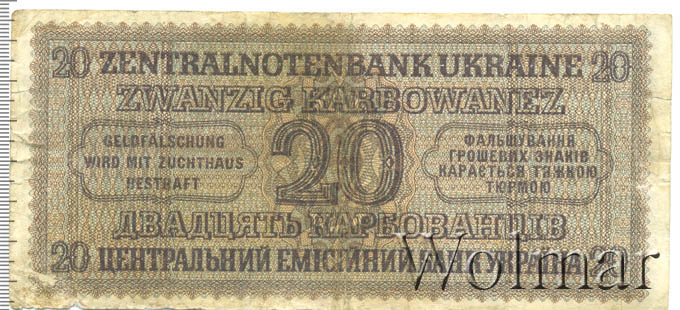 20 ZENTRALNOTENBANK UKRAINE 20
ZWANZIG KARBOWANEZ
GELDFÄLSCHUNG
WIRD MIT ZUCHTHAUS
BESTRAFT
20
ФАЛЬШУВАННЯ
ГРОШЕВИХ ЗНАКІВ
КАРАЄТЬСЯ ТЯЖКОЮ
ТЮРМОЮ
ДВАДЦЯТЬ КАРБОВАНЦІВ
20 ЦЕНТРАЛЬНИЙ ЕМІСІЙНИЙ БАНК УКРАЇНА 20
Wolmar